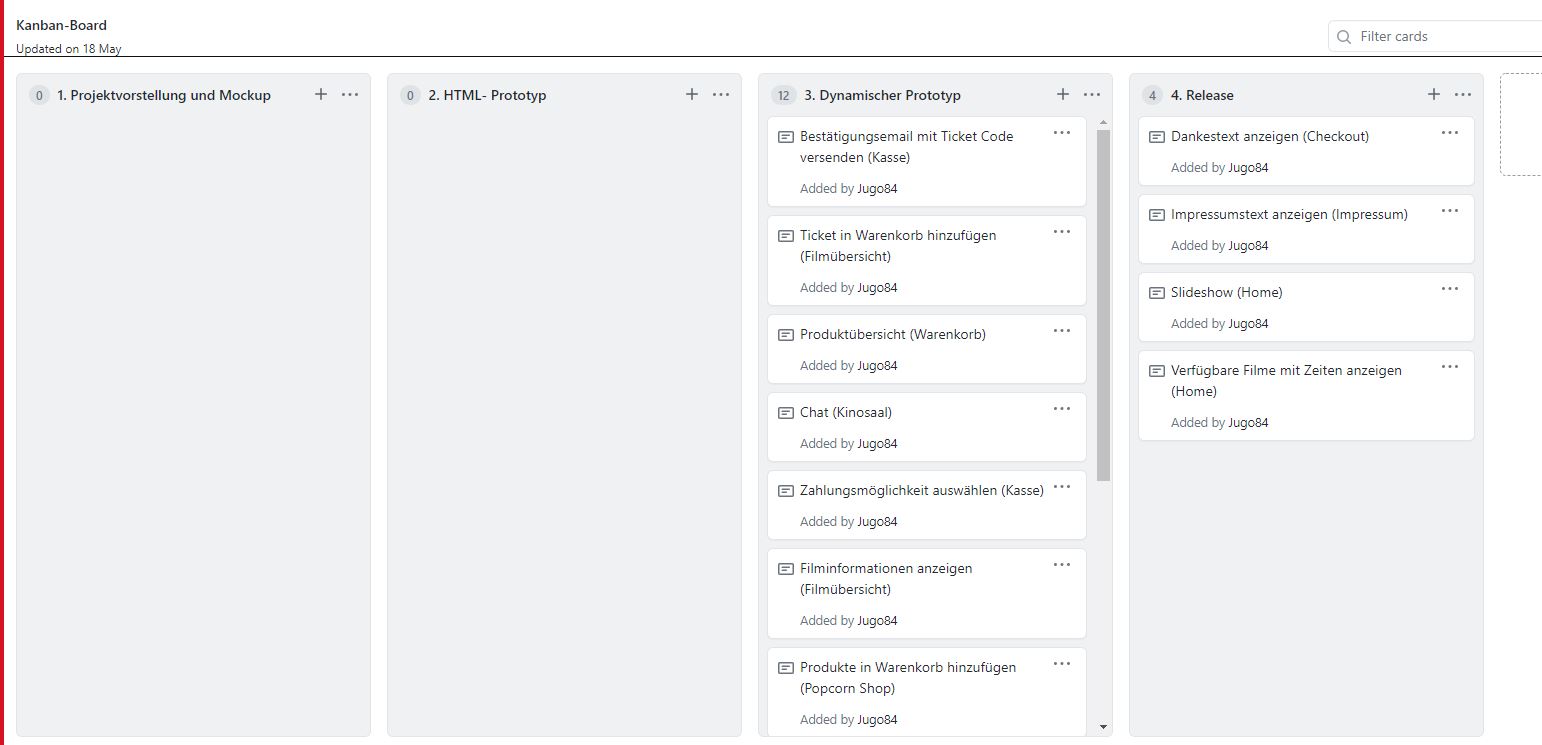 Kanban-Board
Updated on 18 May
Filter cards
0 1. Projektvorstellung und Mockup
0 2. HTML- Prototyp
12 3. Dynamischer Prototyp
Bestätigungsemail mit Ticket Code
versenden (Kasse)
Added by Jugo84
Ticket in Warenkorb hinzufügen
(Filmübersicht)
Added by Jugo84
Produktübersicht (Warenkorb)
Added by Jugo84
Chat (Kinosaal)
Added by Jugo84
Zahlungsmöglichkeit auswählen (Kasse)
Added by Jugo84
Filminformationen anzeigen
(Filmübersicht)
Added by Jugo84
Produkte in Warenkorb hinzufügen
(Popcorn Shop)
Added by Jugo84
4 4. Release
Dankestext anzeigen (Checkout)
Added by Jugo84
Impressumstext anzeigen (Impressum)
Added by Jugo84
Slideshow (Home)
Added by Jugo84
Verfügbare Filme mit Zeiten anzeigen
(Home)
Added by Jugo84